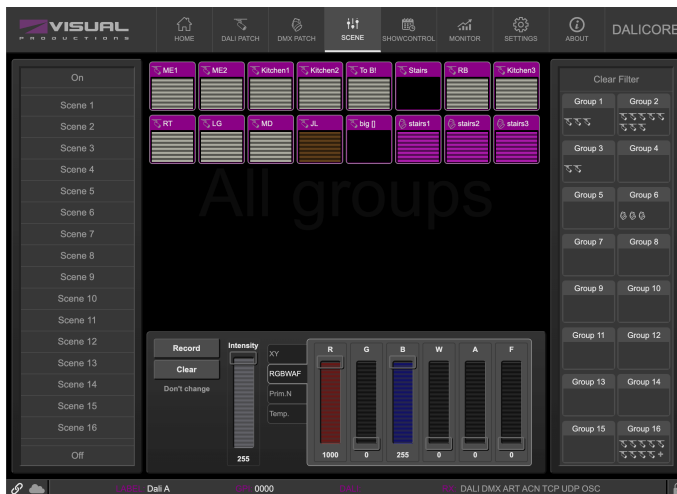 VISUAL
PRODUCTIONS
HOME
DALI PATCH
DMX PATCH
SCENE
SHOWCONTROL
MONITOR
SETTINGS
ABOUT
DALICORE
On
Scene 1
Scene 2
Scene 3
Scene 4
Scene 5
Scene 6
Scene 7
Scene 8
Scene 9
Scene 10
Scene 11
Scene 12
Scene 13
Scene 14
Scene 15
Scene 16
Off
ME1 ME2 Kitchen1 Kitchen2 To B! Stairs RB Kitchen3
RT LG MD JL big [] stairs1 stairs2 stairs3
All groups
Record
Clear
Don't change
Intensity
255
XY
RGBWAF
Prim.N
Temp.
R G B W A F
1000 0 255 0 0 0
Clear Filter
Group 1 Group 2
Group 3 Group 4
Group 5 Group 6
Group 7 Group 8
Group 9 Group 10
Group 11 Group 12
Group 13 Group 14
Group 15 Group 16
Dali A 0000 DALI DMX ART ACN TCP UDP OSC